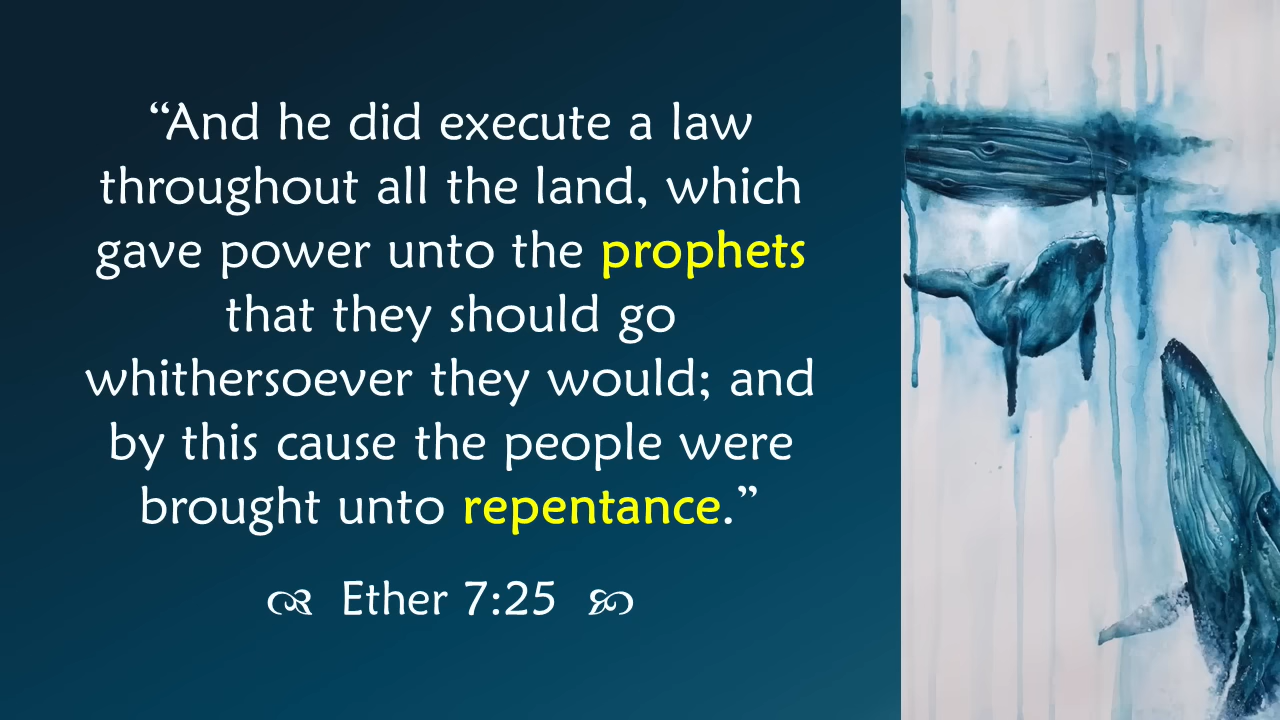 “And he did execute a law
throughout all the land, which
gave power unto the prophets
that they should go
whithersoever they would; and
by this cause the people were
brought unto repentance.”
Ether 7:25